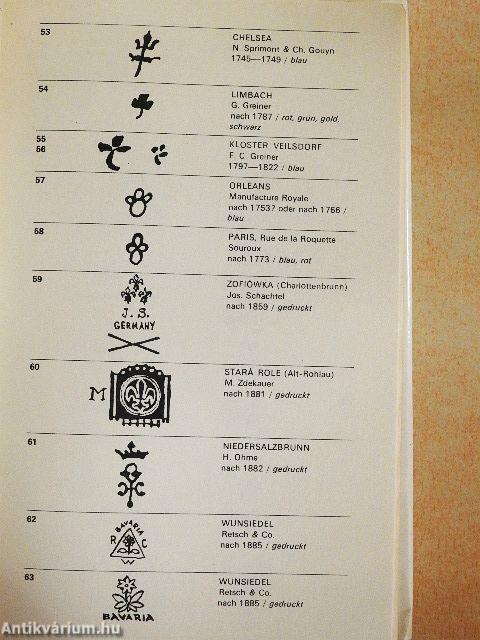 53
CHELSEA
N. Sprimont & Ch. Gouyn
1745—1749 / blau
54
LIMBACH
G. Greiner
nach 1787 / rot, grün, gold,
schwarz
55
56
KLOSTER VEILSDORF
F. C. Greiner
1797—1822 / blau
57
ORLEANS
Manufacture Royale
nach 1753? oder nach 1766 /
blau
58
PARIS, Rue de la Roquette
Souroux
nach 1773 / blau, rot
59
J. S.
GERMANY
ZOFIÓWKA (Charlottenbrunn)
Jos. Schachtel
nach 1859 / gedruckt
60
M
STARÁ ROLE (Alt-Rohlau)
M. Zdekauer
nach 1881 / gedruckt
61
NIEDERSALZBRUNN
H. Ohme
nach 1882 / gedruckt
62
BAVARIA
R C
W
WUNSIEDEL
Retsch & Co.
nach 1885 / gedruckt
63
BAVARIA
WUNSIEDEL
Retsch & Co.
nach 1885 / gedruckt
Antikvárium.hu